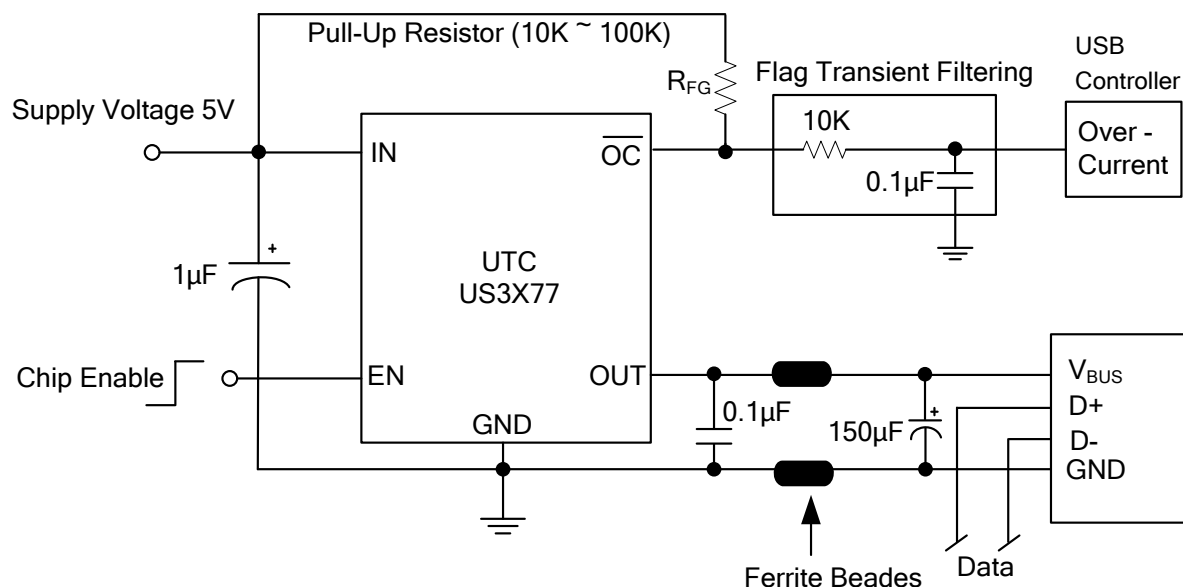 Pull-Up Resistor (10K ~ 100K)
USB
Controller
Supply Voltage 5V
R_FG
Flag Transient Filtering
10K
0.1µF
Over -
Current
IN
OC
1µF
UTC
US3X77
Chip Enable
EN
OUT
GND
0.1µF
150µF
V_BUS
D+
D-
GND
Data
Ferrite Beades
+
+